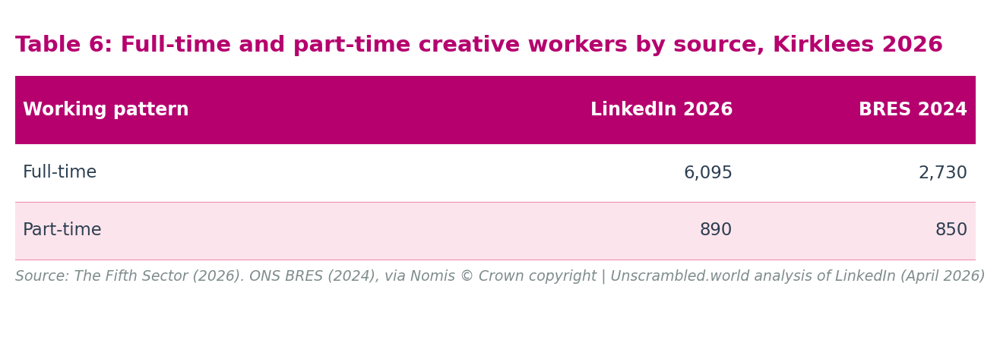 Table 6: Full-time and part-time creative workers by source, Kirklees 2026
Working pattern LinkedIn 2026 BRES 2024
Full-time 6,095 2,730
Part-time 890 850
Source: The Fifth Sector (2026). ONS BRES (2024), via Nomis © Crown copyright | Unscrambled.world analysis of LinkedIn (April 2026)